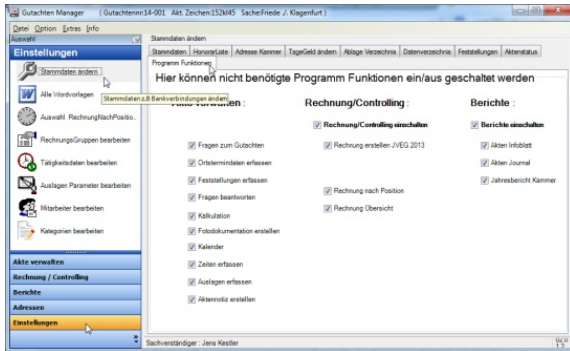 Gutachten Manager ( Gutachtennr:14-001 Akt. Zeichen:152kl45 Sache:Friede ./. Klagenfurt )
Datei Option Extras Info
Auswahl
Stammdaten ändern
Einstellungen
Stammdaten HonorarListe Adresse Kammer TageGeld ändern Ablage Verzeichnis Datenverzeichnis Feststellungen Aktenstatus
Programm Funktionen
Stammdaten ändern
Hier können nicht benötigte Programm Funktionen ein/aus geschaltet werden
Alle Wordvorlagen
Stammdaten z.B Bankverbindungen ändern
verwalten :
Rechnung/Controlling :
Berichte :
Auswahl RechnungNachPositio..
Rechnung/Controlling einschalten
Berichte einschalten
RechnungsGruppen bearbeiten
Fragen zum Gutachten
Rechnung erstellen JVEG 2013
Akten Infoblatt
Tätigkeitsdaten bearbeiten
Ortstermindaten erfassen
Akten Journal
Auslagen Parameter bearbeiten
Feststellungen erfassen
Jahresbericht Kammer
Fragen beantworten
Rechnung nach Position
Mitarbeiter bearbeiten
Kalkulation
Rechnung Übersicht
Kategorien bearbeiten
Fotodokumentation erstellen
Kalender
Akte verwalten
Zeiten erfassen
Rechnung / Controlling
Auslagen erfassen
Berichte
Aktennotiz erstellen
Adressen
Einstellungen
Sachverständiger : Jens Kestler